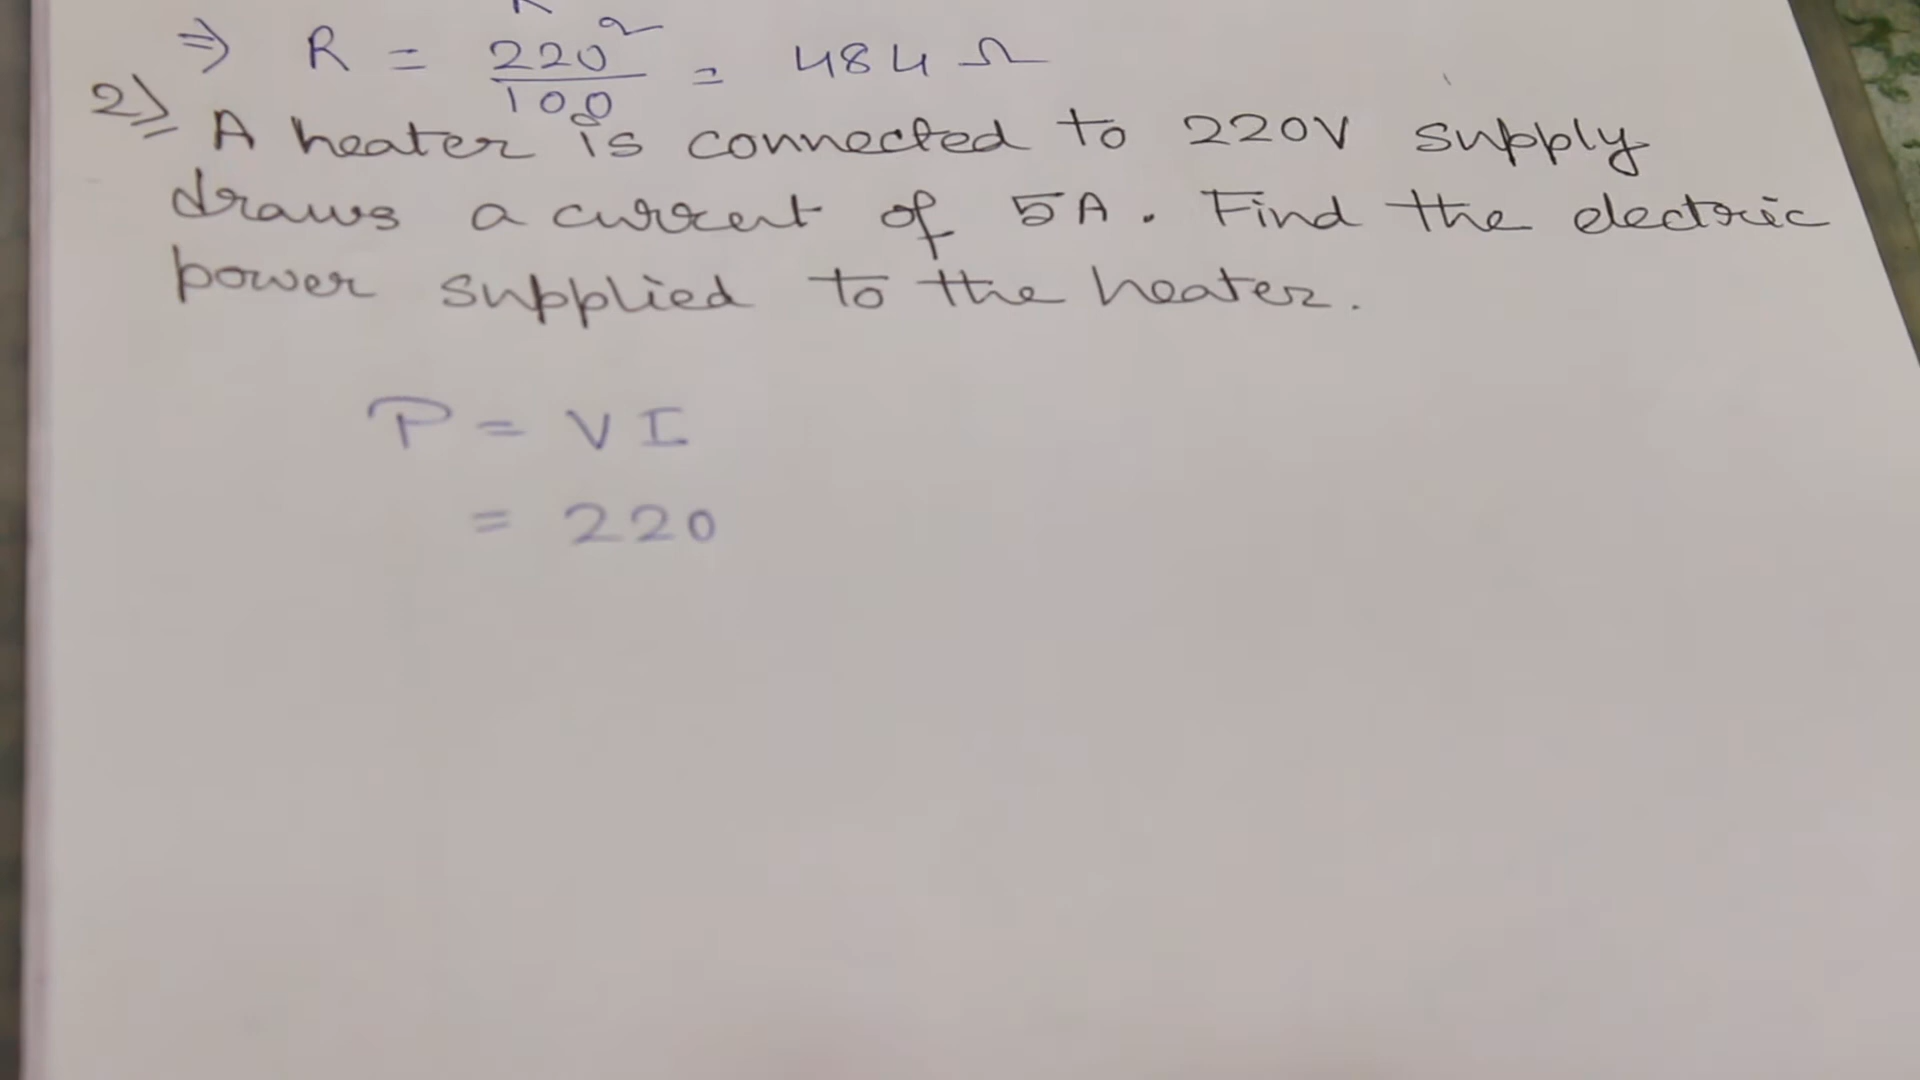 ⇒ R = 220²/100 = 484 Ω
2) A heater is connected to 220V supply
draws a current of 5A. Find the electric
power supplied to the heater.
P = VI
= 220